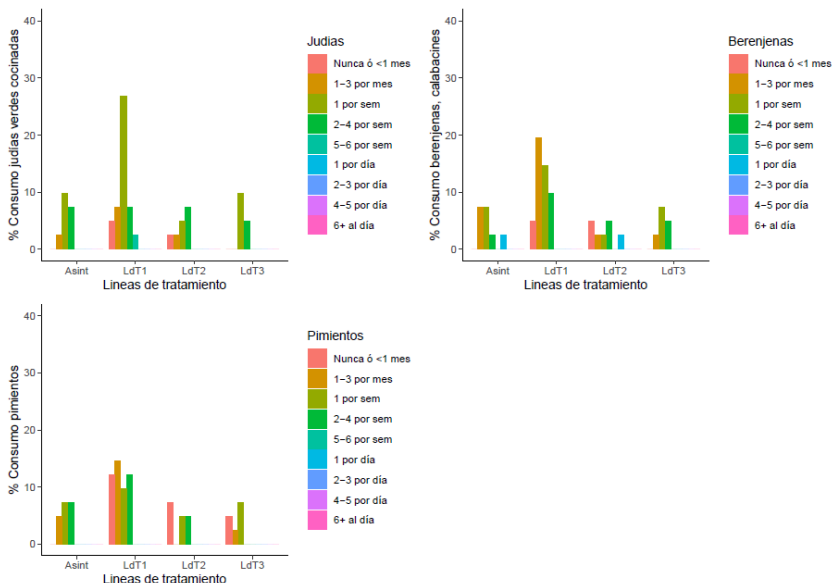 % Consumo judías verdes cocinadas
40
30
20
10
0
Asint
LdT1
LdT2
LdT3
Lineas de tratamiento
Judias
Nunca ó <1 mes
1−3 por mes
1 por sem
2−4 por sem
5−6 por sem
1 por día
2−3 por día
4−5 por día
6+ al día
% Consumo berenjenas, calabacines
40
30
20
10
0
Asint
LdT1
LdT2
LdT3
Lineas de tratamiento
Berenjenas
Nunca ó <1 mes
1−3 por mes
1 por sem
2−4 por sem
5−6 por sem
1 por día
2−3 por día
4−5 por día
6+ al día
% Consumo pimientos
40
30
20
10
0
Asint
LdT1
LdT2
LdT3
Lineas de tratamiento
Pimientos
Nunca ó <1 mes
1−3 por mes
1 por sem
2−4 por sem
5−6 por sem
1 por día
2−3 por día
4−5 por día
6+ al día